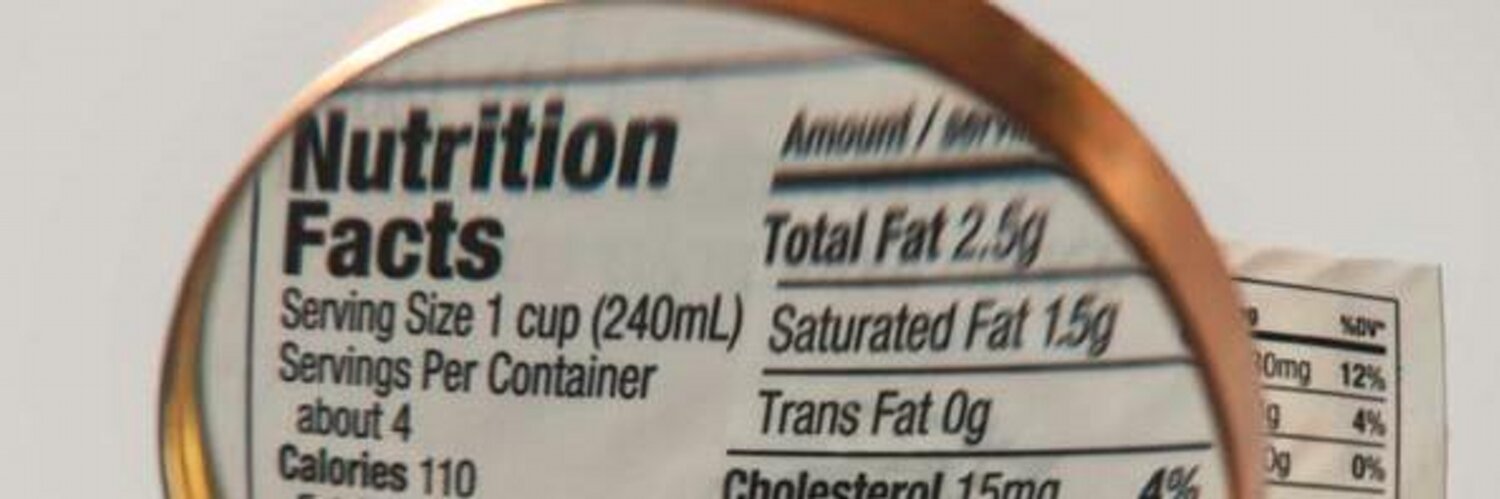 Nutrition
Facts
Serving Size 1 cup (240mL)
Servings Per Container
about 4
Calories 110
Amount /
Total Fat 2.5g
Saturated Fat 1.5g
Trans Fat 0g
Cholesterol 15mg 4%
%DV*
12%
4%
0%